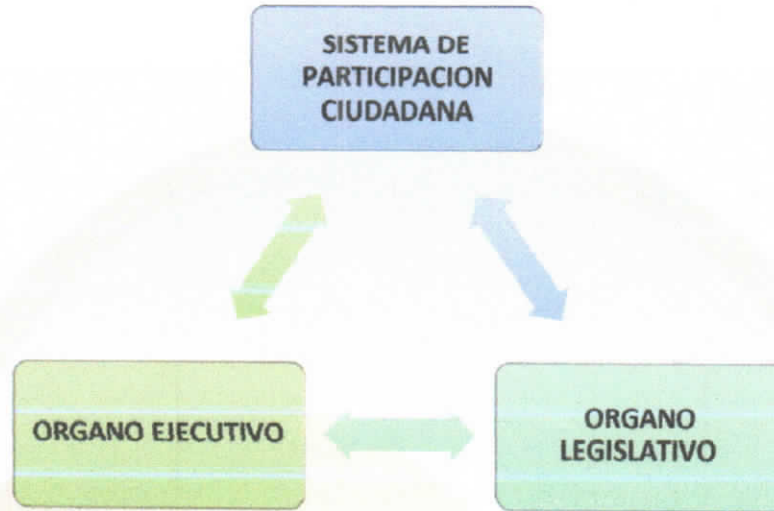 SISTEMA DE
PARTICIPACION
CIUDADANA
ORGANO EJECUTIVO
ORGANO
LEGISLATIVO